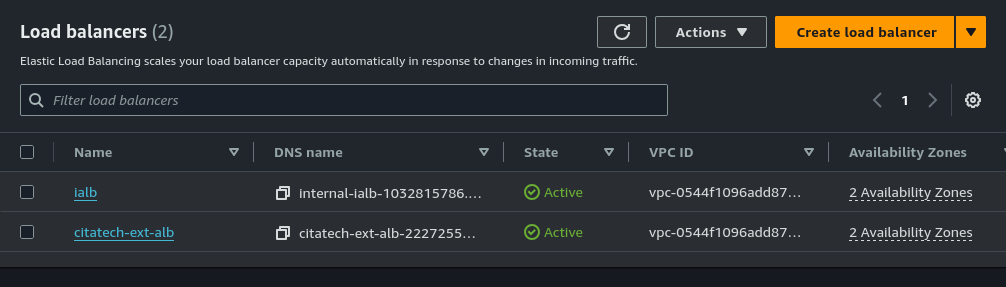 Load balancers (2)
Actions
Create load balancer
Elastic Load Balancing scales your load balancer capacity automatically in response to changes in incoming traffic.
Filter load balancers
1
Name DNS name State VPC ID Availability Zones
ialb internal-ialb-1032815786.… Active vpc-0544f1096add87… 2 Availability Zones
citatech-ext-alb citatech-ext-alb-2227255… Active vpc-0544f1096add87… 2 Availability Zones